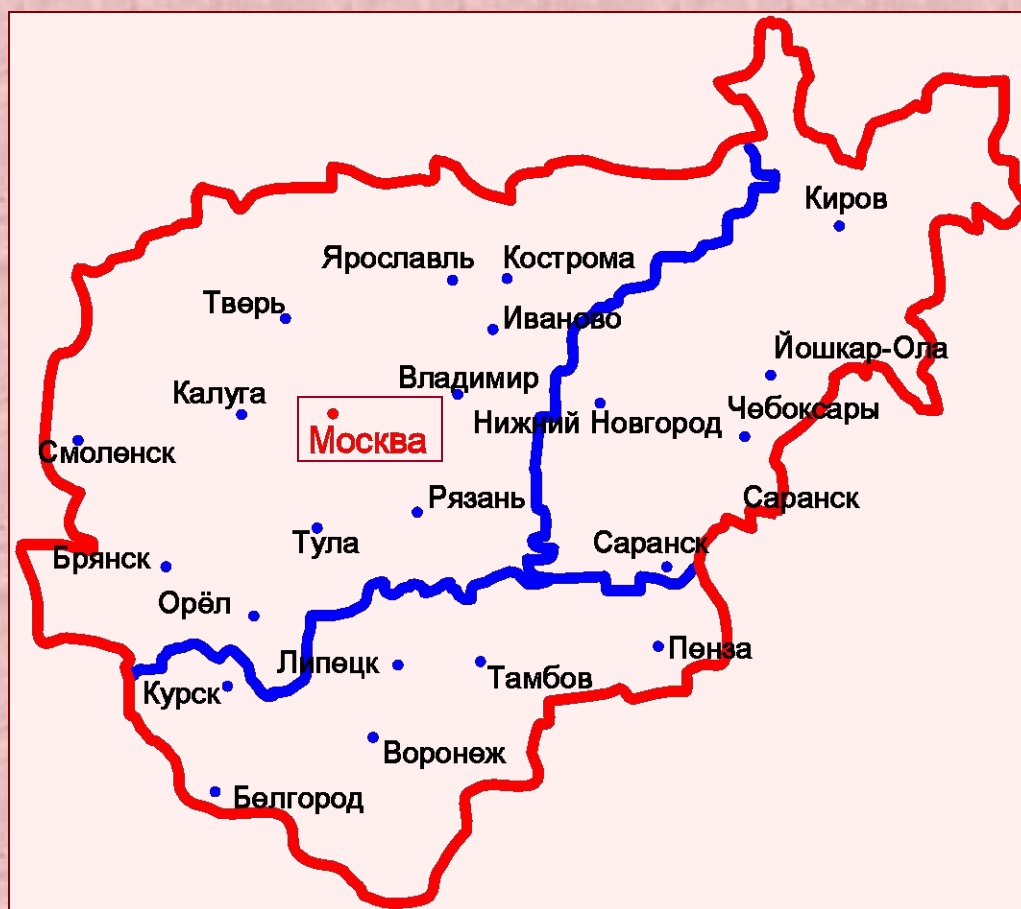 Киров
Ярославль
Кострома
Тверь
Иваново
Йошкар-Ола
Владимир
Калуга
Чебоксары
Нижний Новгород
Москва
Смоленск
Рязань
Саранск
Тула
Саранск
Брянск
Орёл
Пенза
Липецк
Тамбов
Курск
Воронеж
Белгород